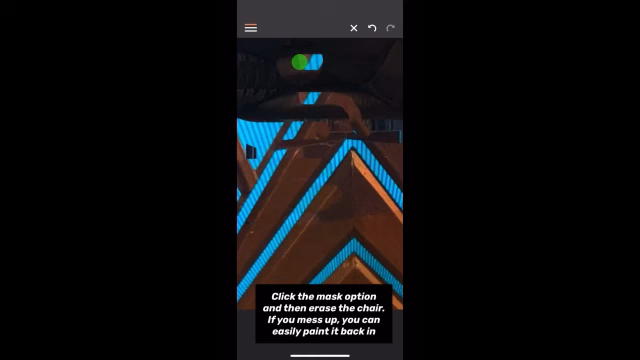 Click the mask option
and then erase the chair.
If you mess up, you can
easily paint it back in